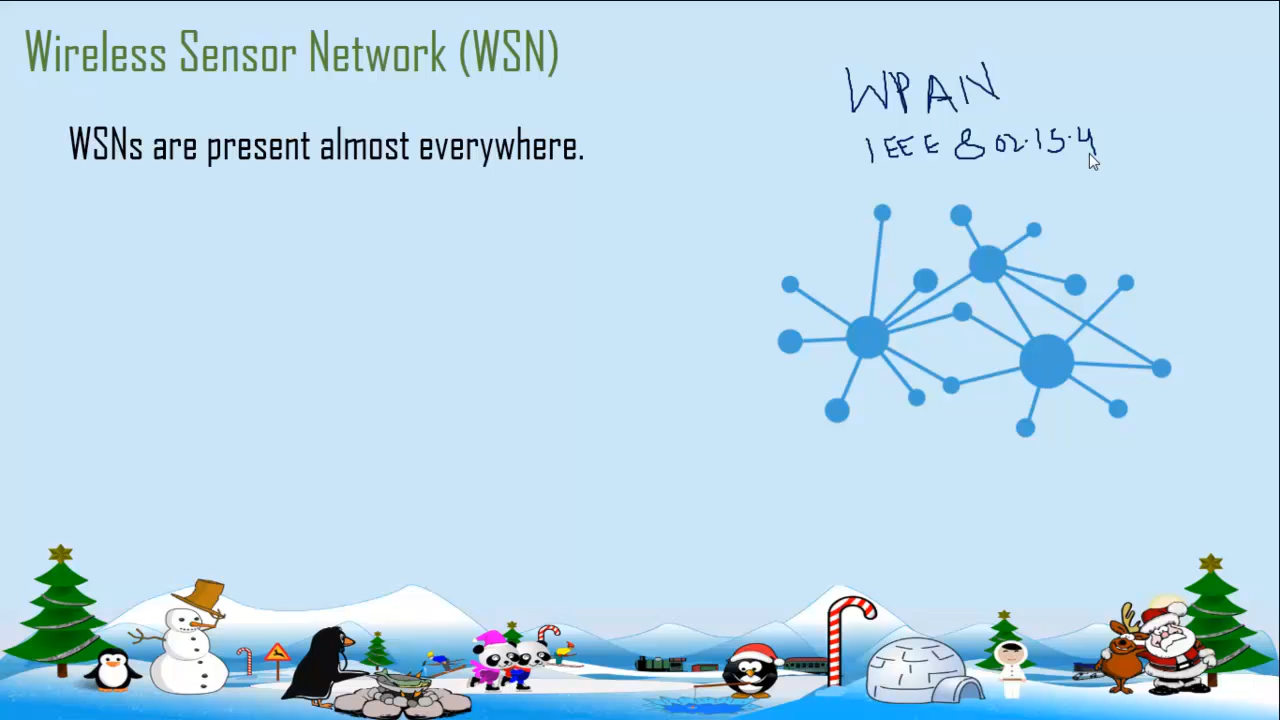 Wireless Sensor Network (WSN)
WPAN
WSNs are present almost everywhere.
IEEE 802.15.4